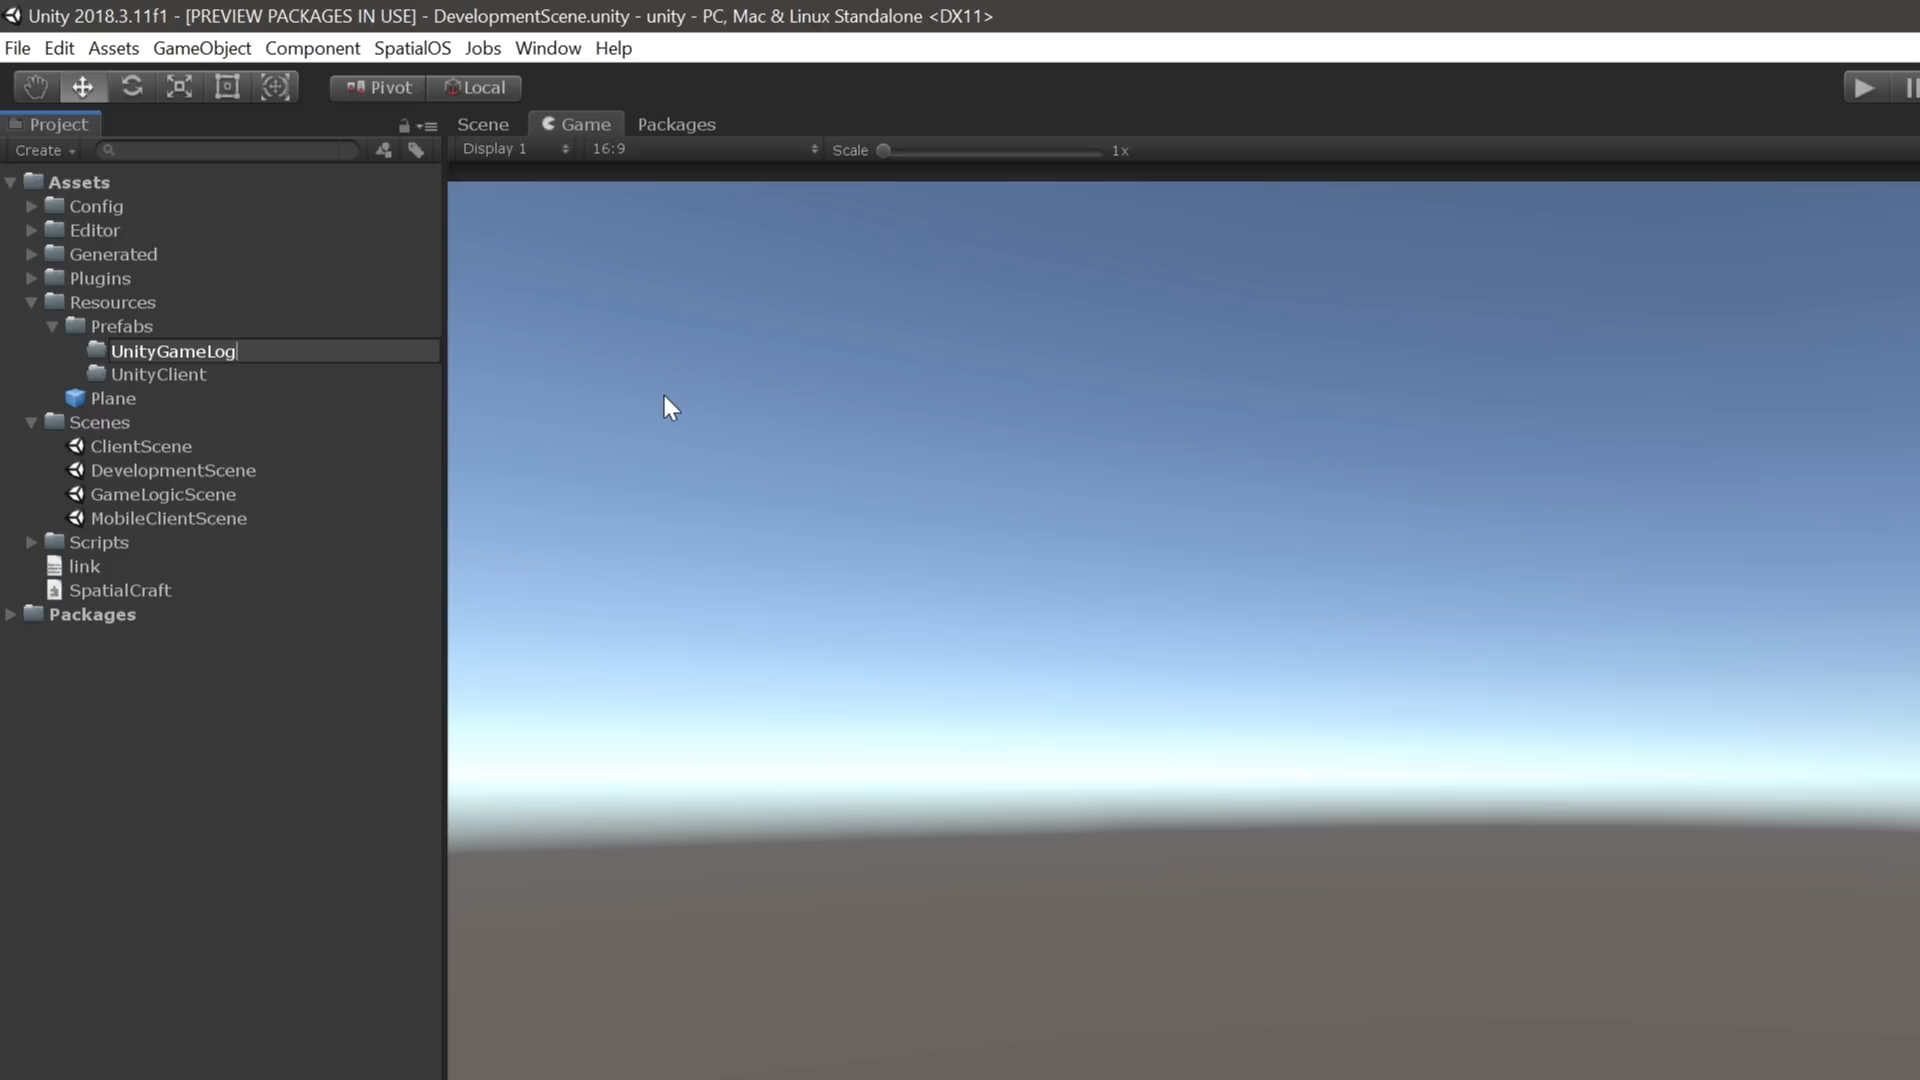 Unity 2018.3.11f1 - [PREVIEW PACKAGES IN USE] - DevelopmentScene.unity - unity - PC, Mac & Linux Standalone <DX11>
File Edit Assets GameObject Component SpatialOS Jobs Window Help
Pivot Local
Project Scene Game Packages
Create Display 1 16:9 Scale 1x
Assets
Config
Editor
Generated
Plugins
Resources
Prefabs
UnityGameLog
UnityClient
Plane
Scenes
ClientScene
DevelopmentScene
GameLogicScene
MobileClientScene
Scripts
link
SpatialCraft
Packages